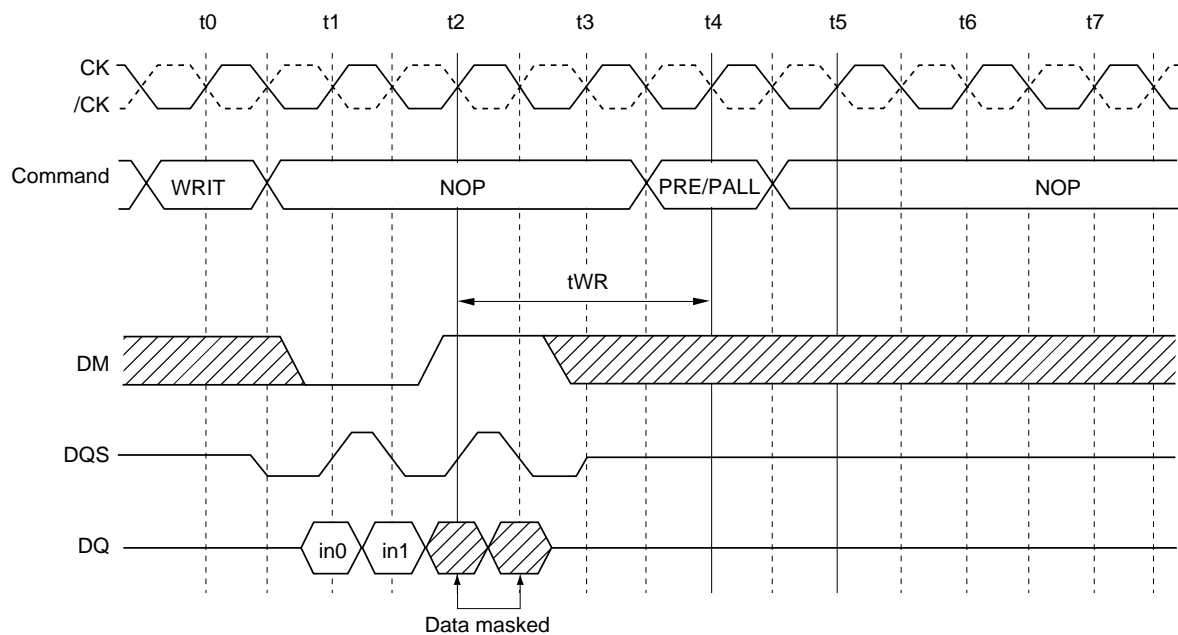 t0 t1 t2 t3 t4 t5 t6 t7
CK
/CK
Command WRIT NOP PRE/PALL NOP
tWR
DM
DQS
DQ in0 in1
Data masked